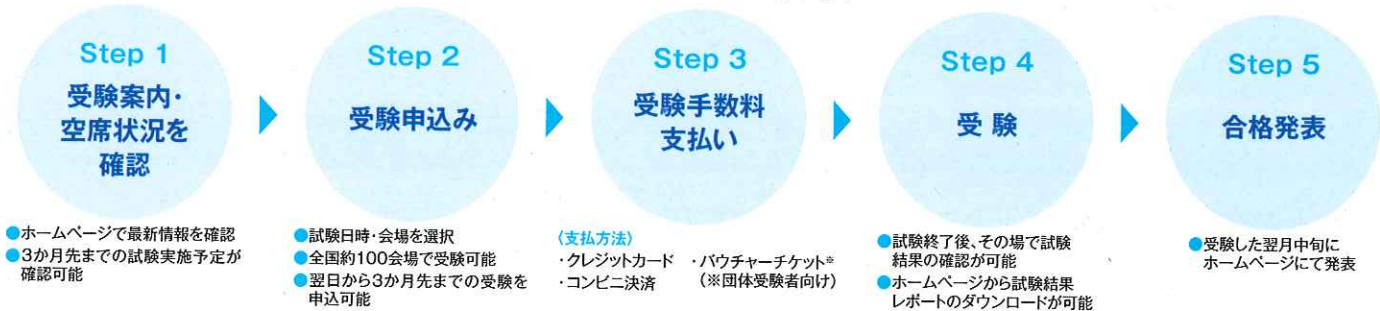 Step 1
受験案内・
空席状況を
確認
●ホームページで最新情報を確認
●3か月先までの試験実施予定が
確認可能
Step 2
受験申込み
●試験日時・会場を選択
●全国約100会場で受験可能
●翌日から3か月先までの受験を
申込可能
Step 3
受験手数料
支払い
〈支払方法〉
・クレジットカード ・バウチャーチケット※
・コンビニ決済 (※団体受験者向け)
Step 4
受 験
●試験終了後、その場で試験
結果の確認が可能
●ホームページから試験結果
レポートのダウンロードが可能
Step 5
合格発表
●受験した翌月中旬に
ホームページにて発表